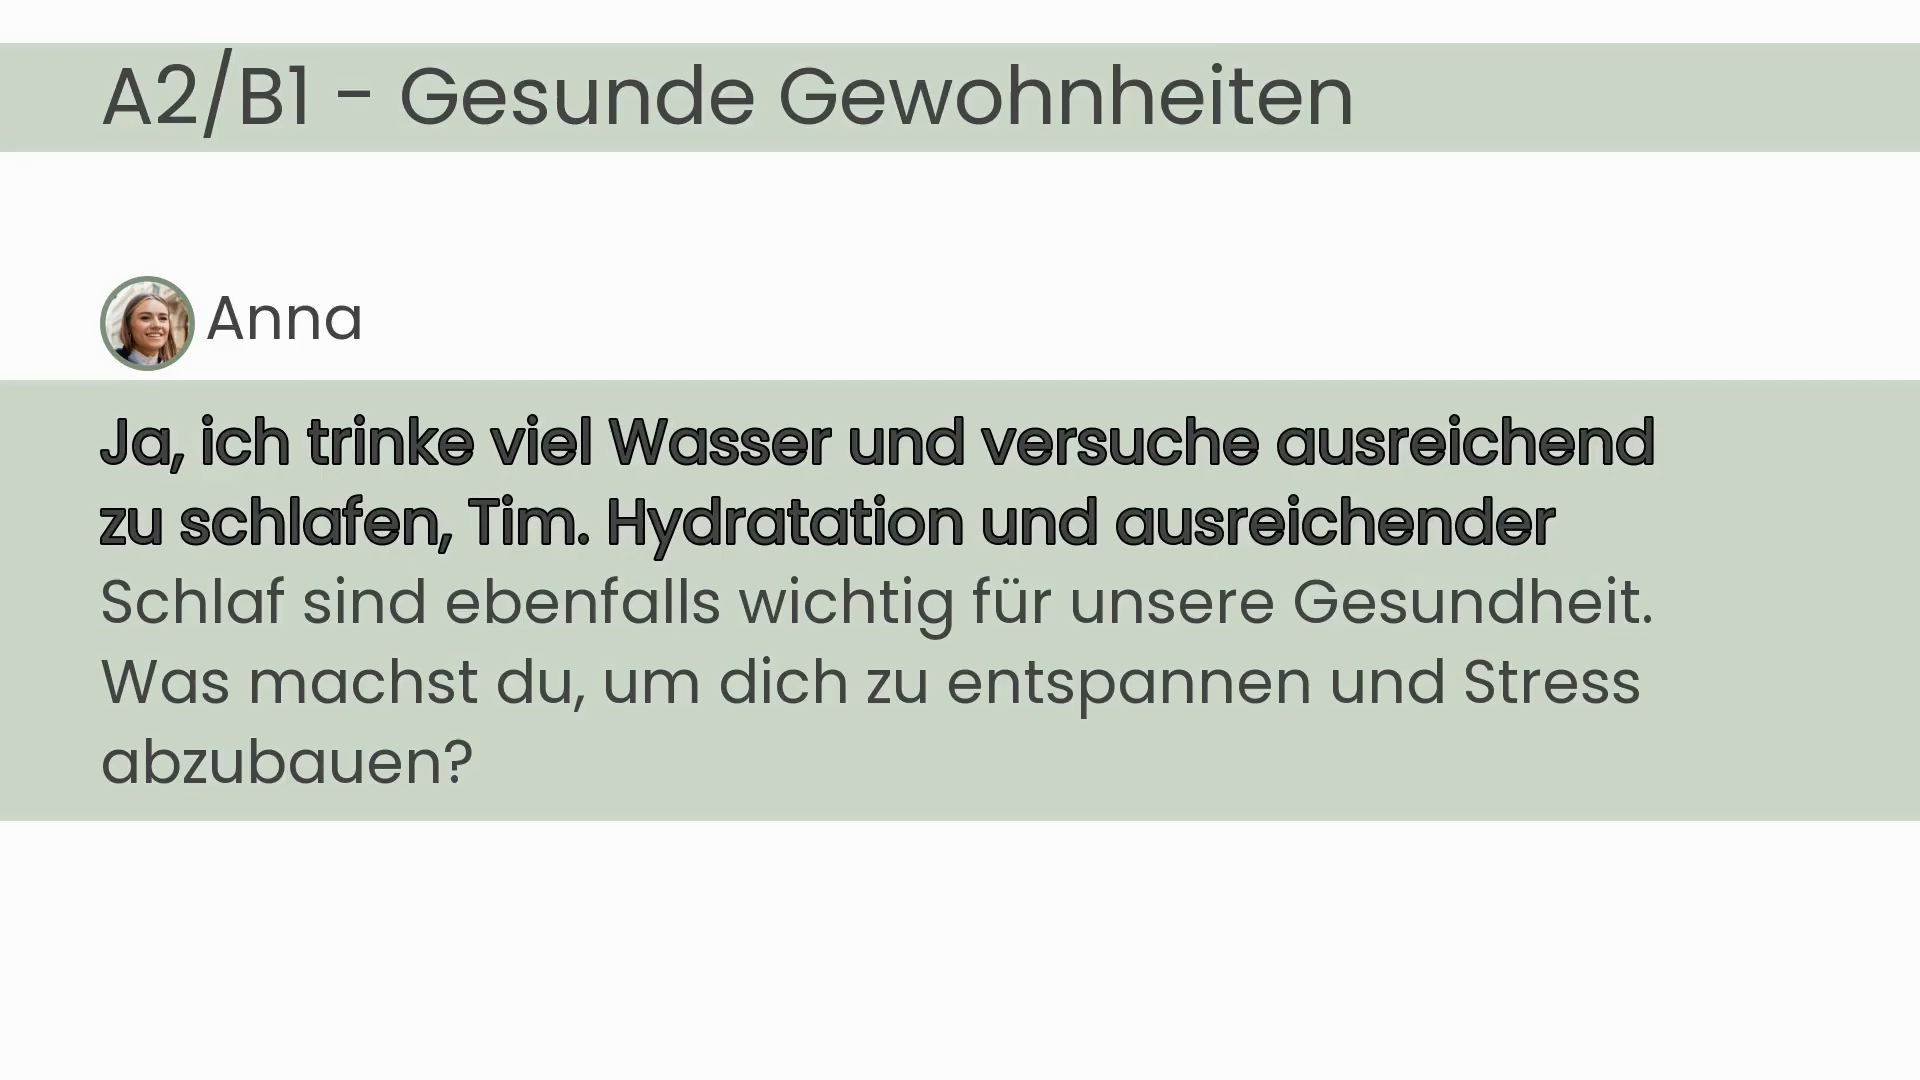 A2/B1 - Gesunde Gewohnheiten
Anna
Ja, ich trinke viel Wasser und versuche ausreichend
zu schlafen, Tim. Hydratation und ausreichender
Schlaf sind ebenfalls wichtig für unsere Gesundheit.
Was machst du, um dich zu entspannen und Stress
abzubauen?